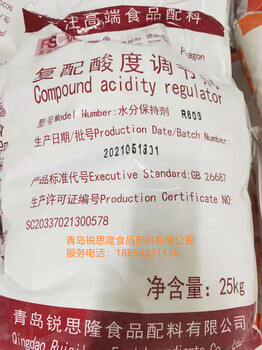 注高端食品配料
Pragon
复配酸度调节剂
Compound acidity regulator
型号Model Number:水分保持剂 R603
生产日期/批号Production Date/Batch Number:
2021051801
产品标准代号Executive Standard:GB 26687
生产许可证编号Production Certificate NO:
SC20337021300578
青岛锐思隆食品配料有限公司
净含量:25kg
青岛锐思隆食品配料有限公司